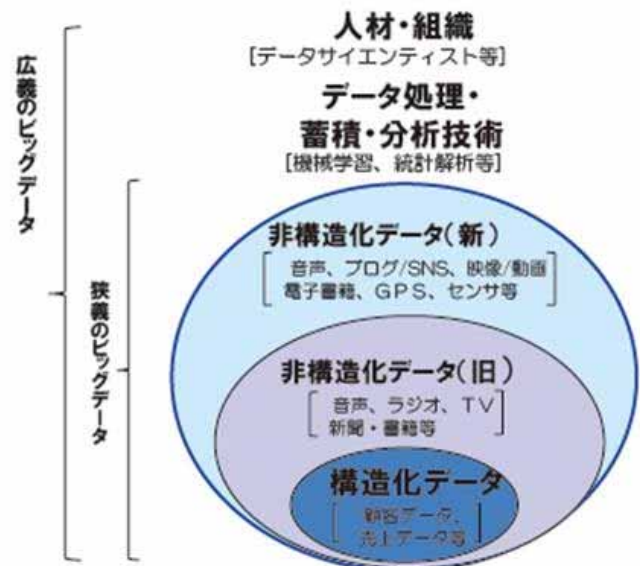 広義のビッグデータ
狭義のビッグデータ
人材・組織
[データサイエンティスト等]
データ処理・
蓄積・分析技術
[機械学習、統計解析等]
非構造化データ(新)
音声、ブログ/SNS、映像/動画
電子書籍、GPS、センサ等
非構造化データ(旧)
音声、ラジオ、TV
新聞・書籍等
構造化データ
顧客データ、
売上データ等